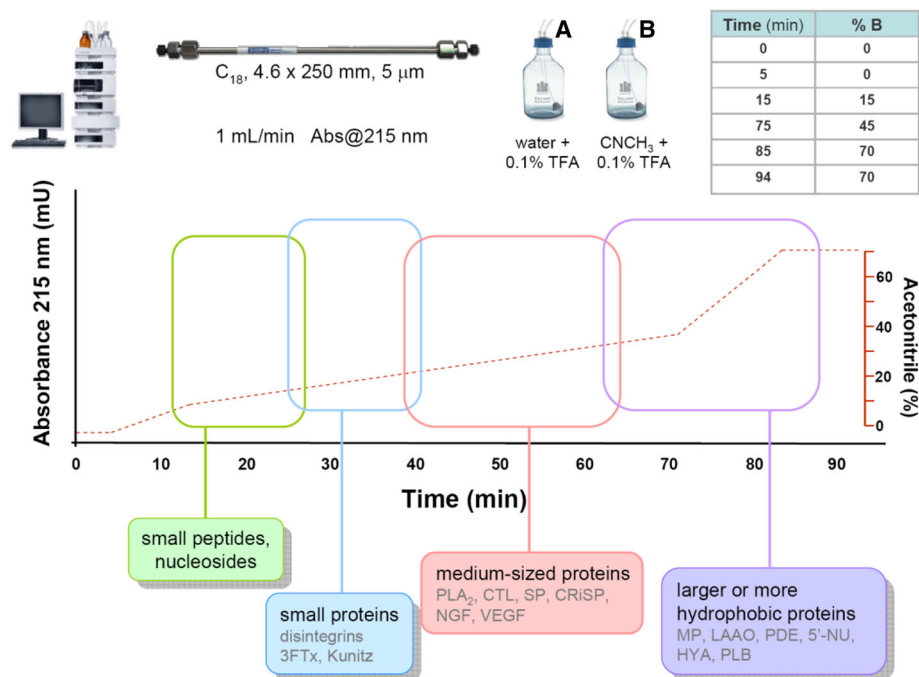 A
B
C₁₈, 4.6 x 250 mm, 5 μm
1 mL/min Abs@215 nm
water +
0.1% TFA
CNCH₃ +
0.1% TFA
Time (min) % B
0 0
5 0
15 15
75 45
85 70
94 70
Absorbance 215 nm (mU)
60
40
20
0
Acetonitrile (%)
0 10 20 30 40 50 60 70 80 90
Time (min)
small peptides,
nucleosides
small proteins
disintegrins
3FTx, Kunitz
medium-sized proteins
PLA₂, CTL, SP, CRiSP,
NGF, VEGF
larger or more
hydrophobic proteins
MP, LAAO, PDE, 5'-NU,
HYA, PLB